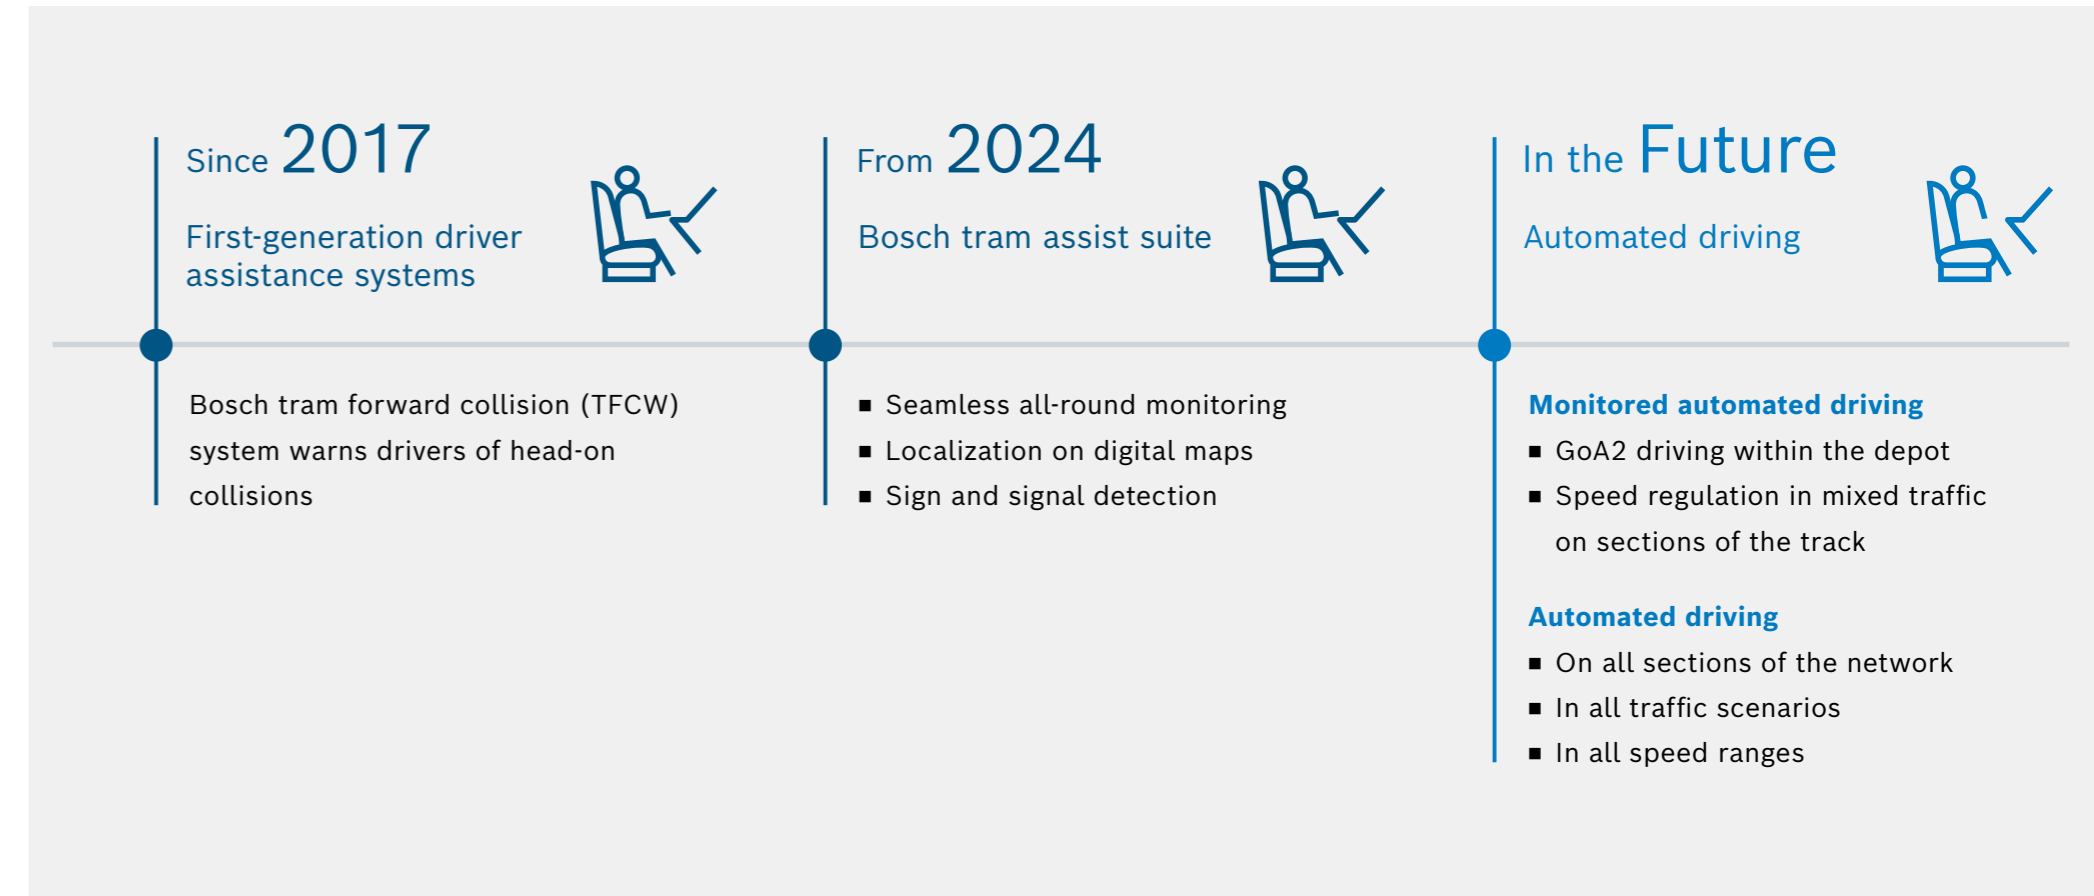 Since 2017
First-generation driver
assistance systems
Bosch tram forward collision (TFCW)
system warns drivers of head-on
collisions
From 2024
Bosch tram assist suite
▪ Seamless all-round monitoring
▪ Localization on digital maps
▪ Sign and signal detection
In the Future
Automated driving
Monitored automated driving
▪ GoA2 driving within the depot
▪ Speed regulation in mixed traffic
on sections of the track
Automated driving
▪ On all sections of the network
▪ In all traffic scenarios
▪ In all speed ranges